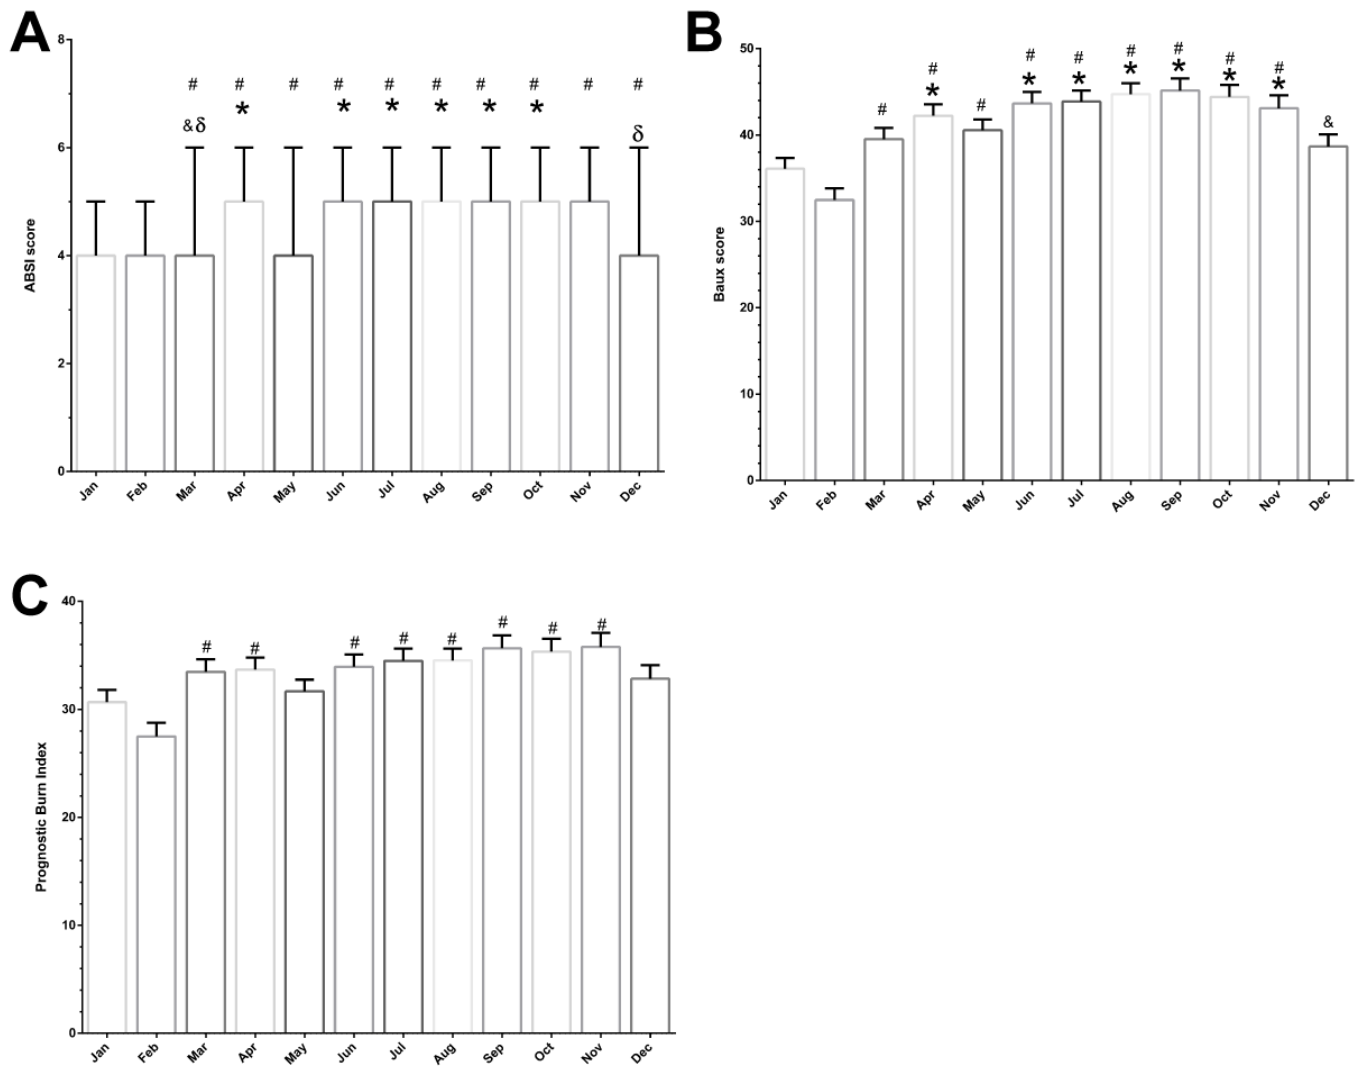 A
ABSI score
8
6
4
2
0
# # # # # # # # # #
* * * * * *
&δ δ
Jan Feb Mar Apr May Jun Jul Aug Sep Oct Nov Dec
B
Baux score
50
40
30
20
10
0
# # # # # # # # #
* * * * * * *
&
Jan Feb Mar Apr May Jun Jul Aug Sep Oct Nov Dec
C
Prognostic Burn Index
40
30
20
10
0
# # # # # # # #
Jan Feb Mar Apr May Jun Jul Aug Sep Oct Nov Dec